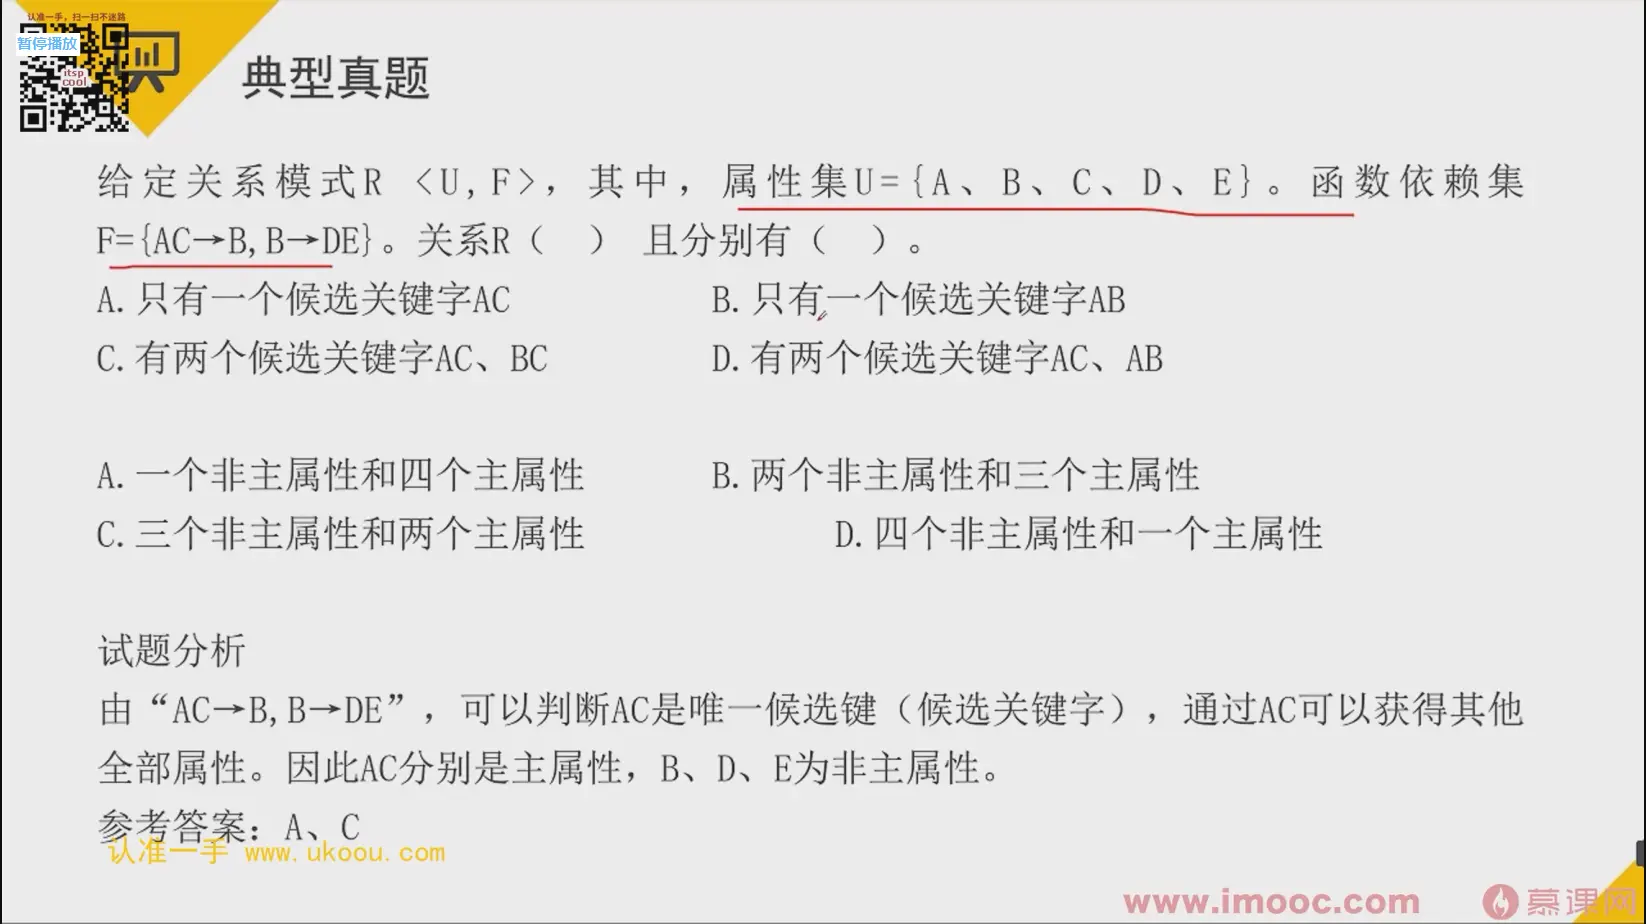 认准一手，扫一扫不迷路
暂停播放
itsp
cool
典型真题
给定关系模式R <U,F>，其中，属性集U={A、B、C、D、E}。函数依赖集
F={AC→B,B→DE}。关系R（ ） 且分别有（ ）。
A.只有一个候选关键字AC B.只有一个候选关键字AB
C.有两个候选关键字AC、BC D.有两个候选关键字AC、AB
A.一个非主属性和四个主属性 B.两个非主属性和三个主属性
C.三个非主属性和两个主属性 D.四个非主属性和一个主属性
试题分析
由“AC→B,B→DE”，可以判断AC是唯一候选键（候选关键字），通过AC可以获得其他
全部属性。因此AC分别是主属性，B、D、E为非主属性。
参考答案：A、C
认准一手 www.ukoou.com
www.imooc.com 慕课网